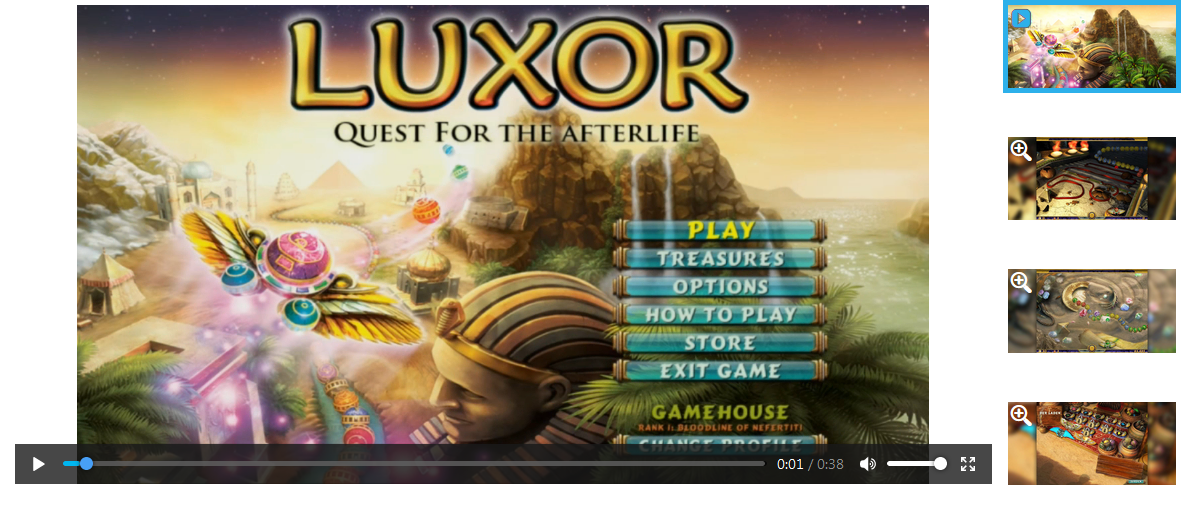 LUXOR
QUEST FOR THE AFTERLIFE
PLAY
TREASURES
OPTIONS
HOW TO PLAY
STORE
EXIT GAME
GAMEHOUSE
RANK 1: BLOODLINE OF NEFERTITI
CHANGE PROFILE
0:01 / 0:38